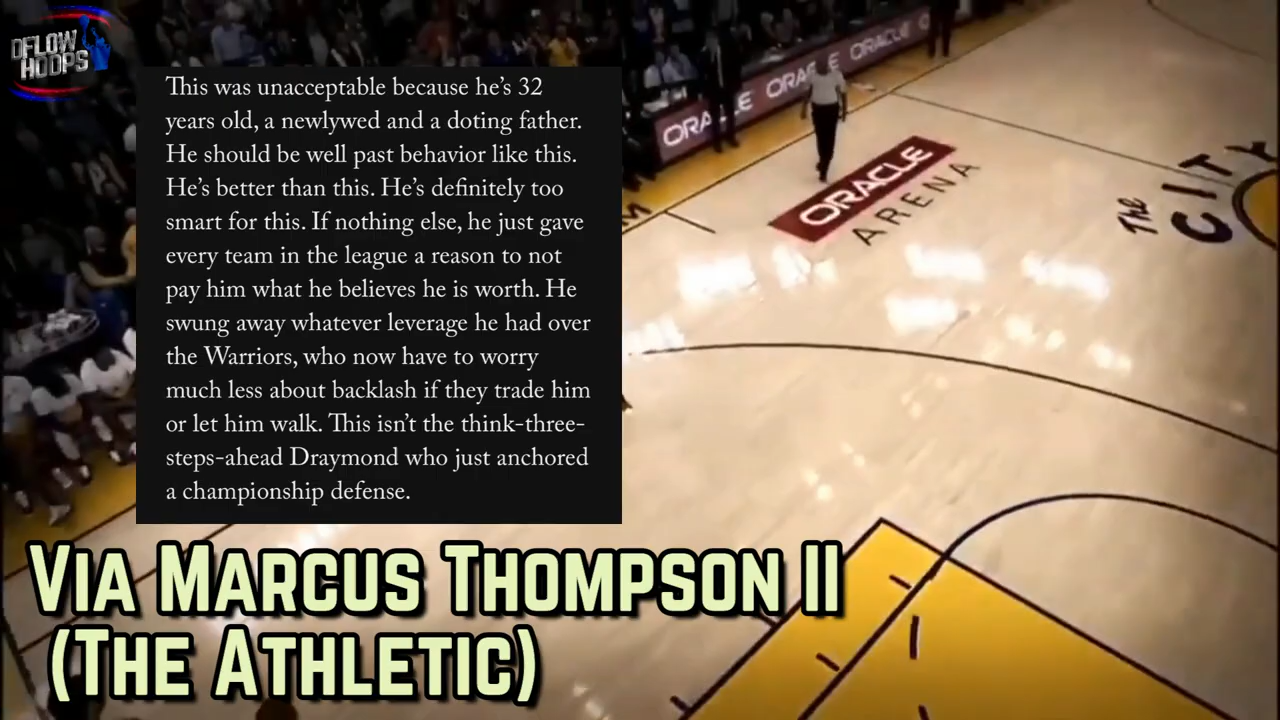 DFLOW
HOOPS
This was unacceptable because he's 32
years old, a newlywed and a doting father.
He should be well past behavior like this.
He's better than this. He's definitely too
smart for this. If nothing else, he just gave
every team in the league a reason to not
pay him what he believes he is worth. He
swung away whatever leverage he had over
the Warriors, who now have to worry
much less about backlash if they trade him
or let him walk. This isn't the think-three-
steps-ahead Draymond who just anchored
a championship defense.
ORACLE ORACLE ORACLE
ORACLE
ARENA
The
CITY
VIA MARCUS THOMPSON II
(THE ATHLETIC)